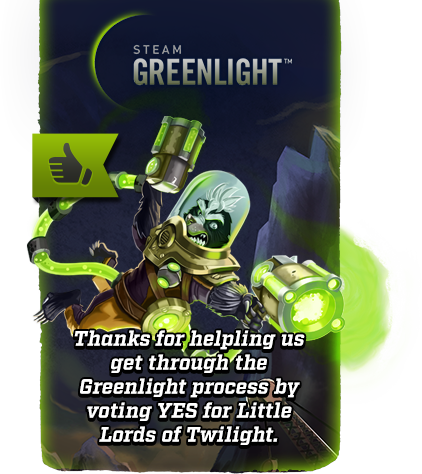 STEAM
GREENLIGHT™
Thanks for helpling us
get through the
Greenlight process by
voting YES for Little
Lords of Twilight.